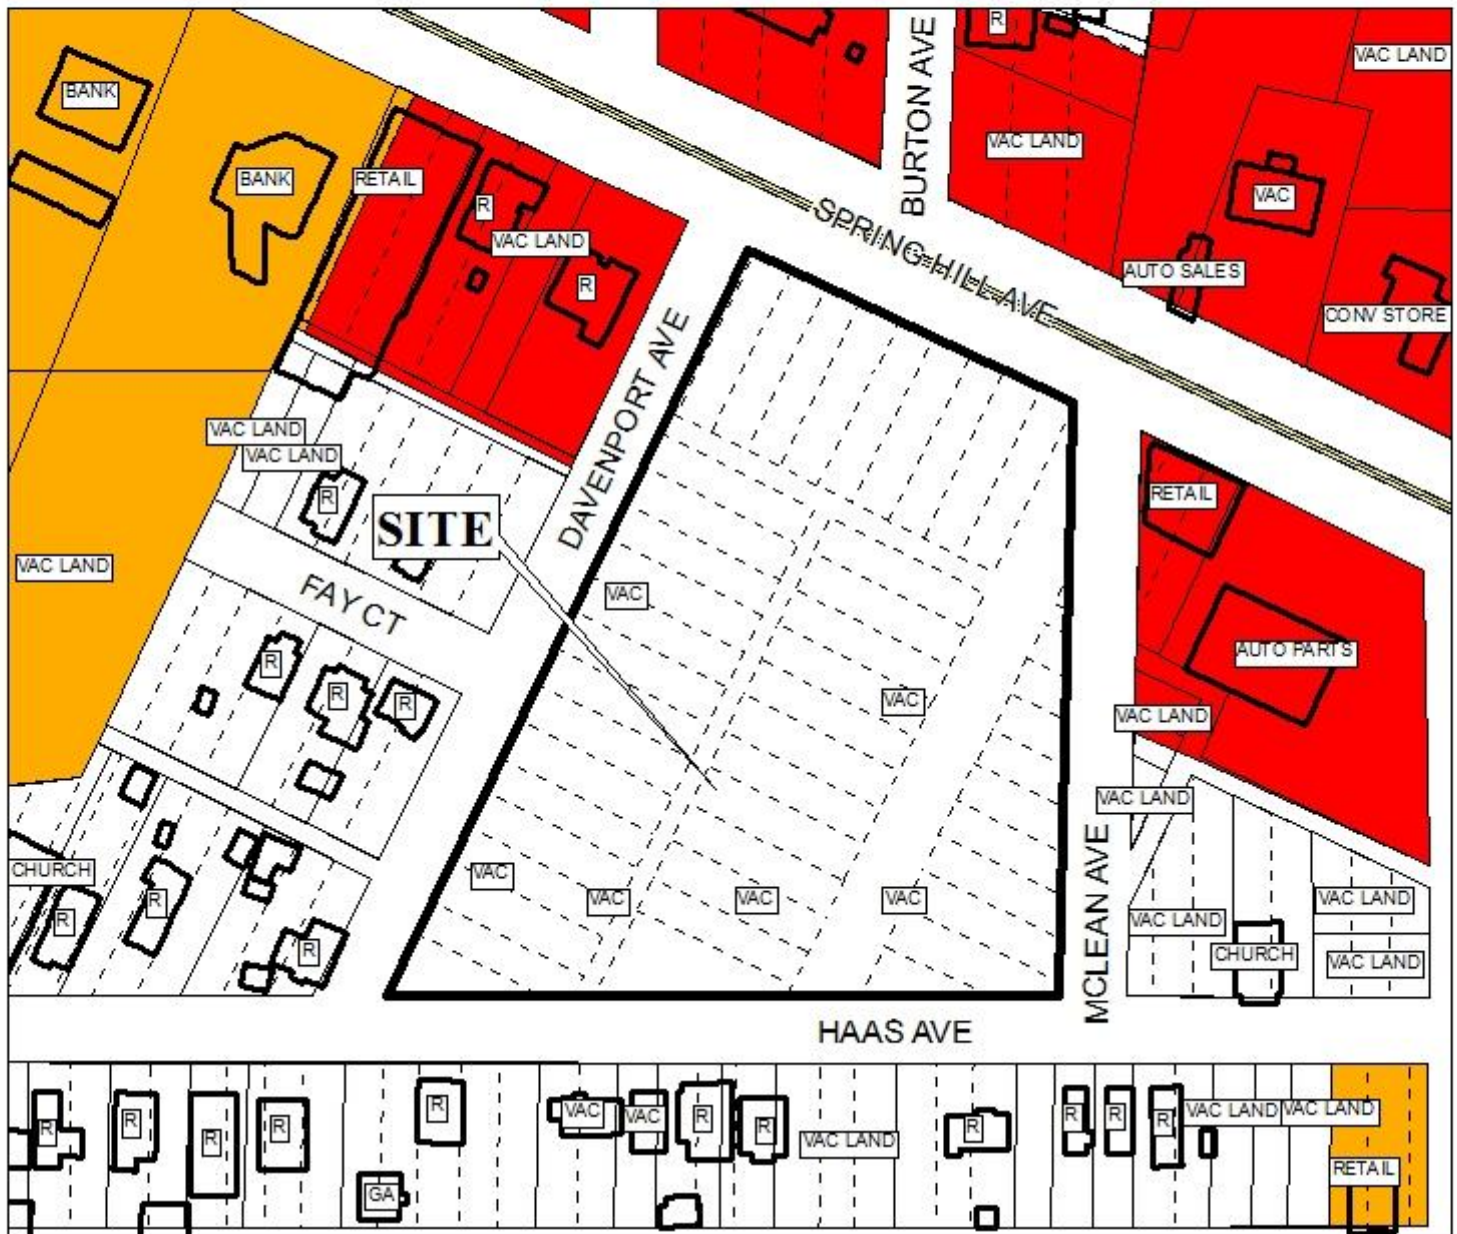 R
VAC LAND
BURTON AVE
BANK
VAC LAND
BANK
RETAIL
VAC
R
SPRING HILL AVE
VAC LAND
AUTO SALES
R
CONV STORE
DAVENPORT AVE
VAC LAND
VAC LAND
R
RETAIL
SITE
VAC LAND
FAY CT
VAC
AUTO PARTS
R
R
R
VAC
VAC LAND
VAC LAND
MCLEAN AVE
CHURCH
VAC
R
R
VAC
VAC
VAC
VAC LAND
VAC LAND
R
CHURCH
VAC LAND
HAAS AVE
R
R
R
R
R
VAC
VAC
R
R
VAC LAND
R
R
R
R
VAC LAND
VAC LAND
GA
RETAIL